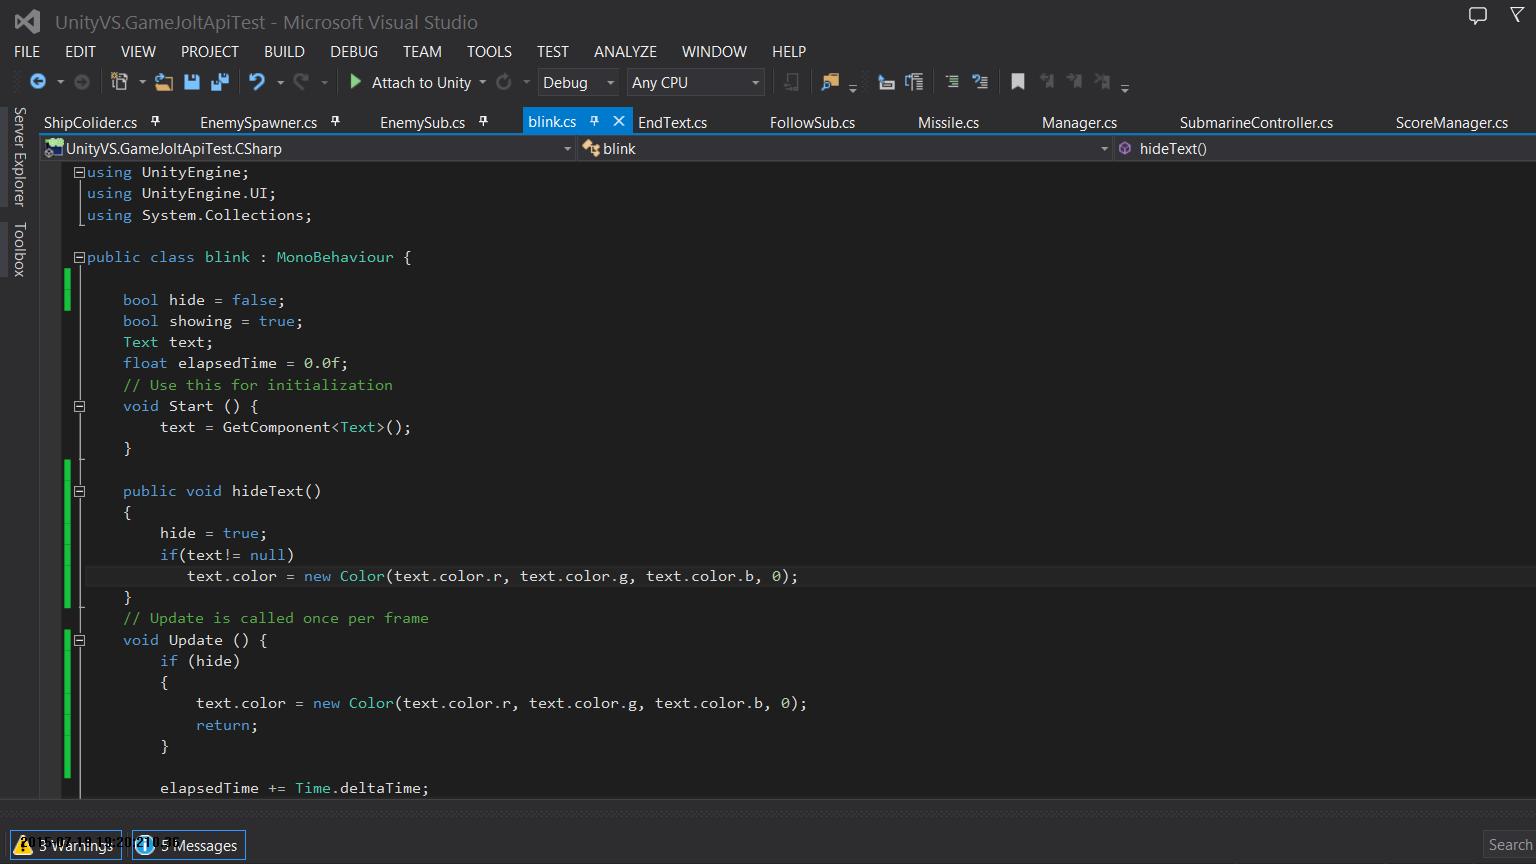 UnityVS.GameJoltApiTest - Microsoft Visual Studio
FILE EDIT VIEW PROJECT BUILD DEBUG TEAM TOOLS TEST ANALYZE WINDOW HELP
Attach to Unity Debug Any CPU
Server Explorer
Toolbox
ShipColider.cs EnemySpawner.cs EnemySub.cs blink.cs EndText.cs FollowSub.cs Missile.cs Manager.cs SubmarineController.cs ScoreManager.cs
UnityVS.GameJoltApiTest.CSharp blink hideText()
using UnityEngine;
using UnityEngine.UI;
using System.Collections;
public class blink : MonoBehaviour {
bool hide = false;
bool showing = true;
Text text;
float elapsedTime = 0.0f;
// Use this for initialization
void Start () {
text = GetComponent<Text>();
}
public void hideText()
{
hide = true;
if(text!= null)
text.color = new Color(text.color.r, text.color.g, text.color.b, 0);
}
// Update is called once per frame
void Update () {
if (hide)
{
text.color = new Color(text.color.r, text.color.g, text.color.b, 0);
return;
}
elapsedTime += Time.deltaTime;
3 Warnings 5 Messages
Search